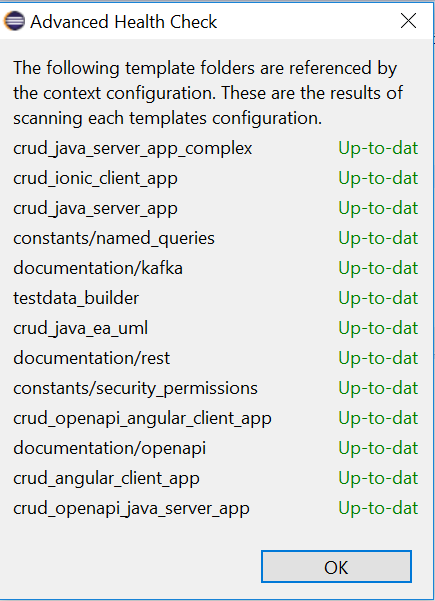 Advanced Health Check
The following template folders are referenced by
the context configuration. These are the results of
scanning each templates configuration.
crud_java_server_app_complex Up-to-dat
crud_ionic_client_app Up-to-dat
crud_java_server_app Up-to-dat
constants/named_queries Up-to-dat
documentation/kafka Up-to-dat
testdata_builder Up-to-dat
crud_java_ea_uml Up-to-dat
documentation/rest Up-to-dat
constants/security_permissions Up-to-dat
crud_openapi_angular_client_app Up-to-dat
documentation/openapi Up-to-dat
crud_angular_client_app Up-to-dat
crud_openapi_java_server_app Up-to-dat
OK